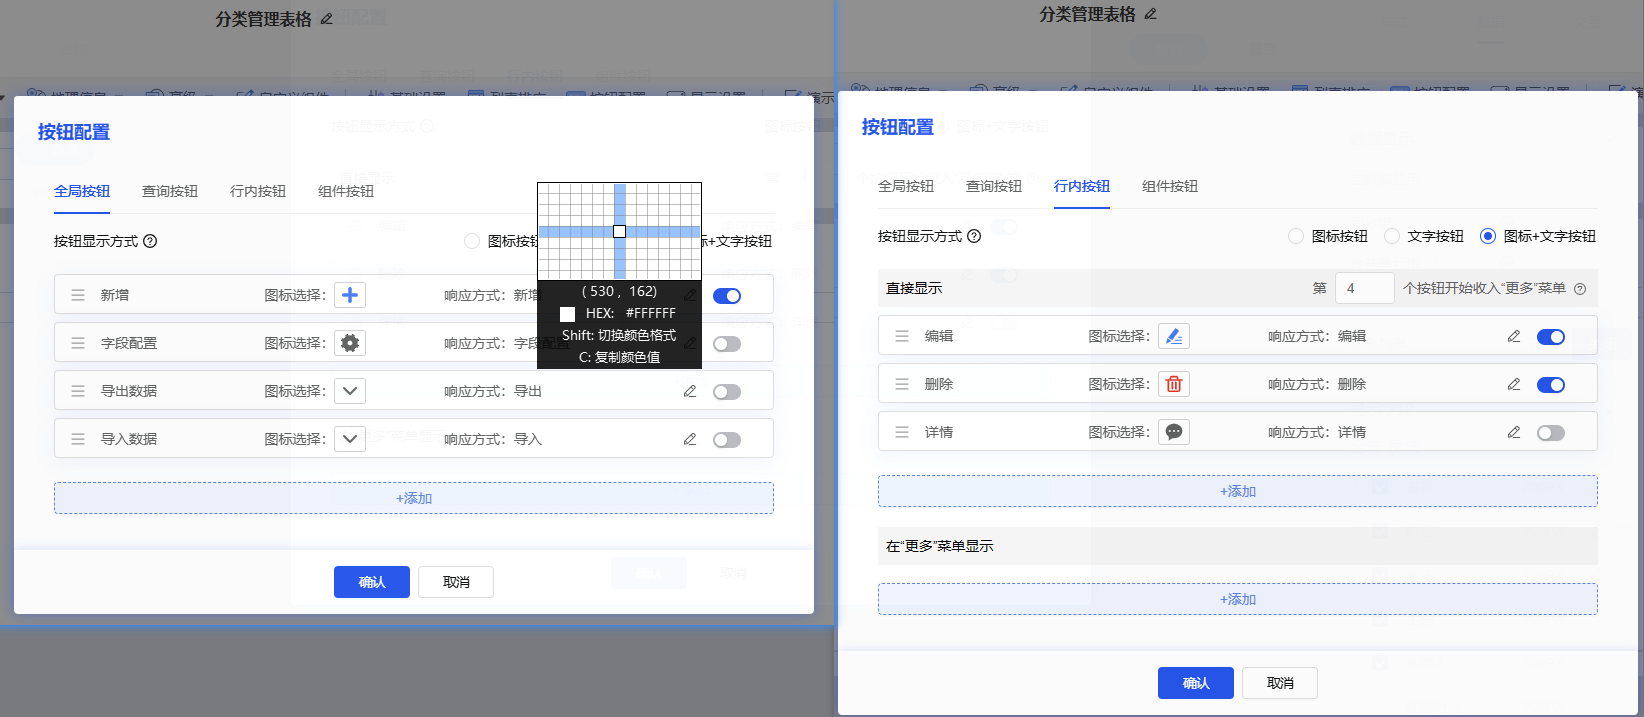 分类管理表格
按钮配置
全局按钮 查询按钮 行内按钮 组件按钮
按钮显示方式
图标按钮
标+文字按钮
新增 图标选择： 响应方式：新增
字段配置 图标选择： 响应方式：字段配置
导出数据 图标选择： 响应方式：导出
导入数据 图标选择： 响应方式：导入
( 530 , 162)
HEX: #FFFFFF
Shift: 切换颜色格式
C: 复制颜色值
+添加
确认 取消
分类管理表格
按钮配置
全局按钮 查询按钮 行内按钮 组件按钮
按钮显示方式 图标按钮 文字按钮 图标+文字按钮
直接显示 第 4 个按钮开始收入“更多”菜单
编辑 图标选择： 响应方式：编辑
删除 图标选择： 响应方式：删除
详情 图标选择： 响应方式：详情
+添加
在“更多”菜单显示
+添加
确认 取消